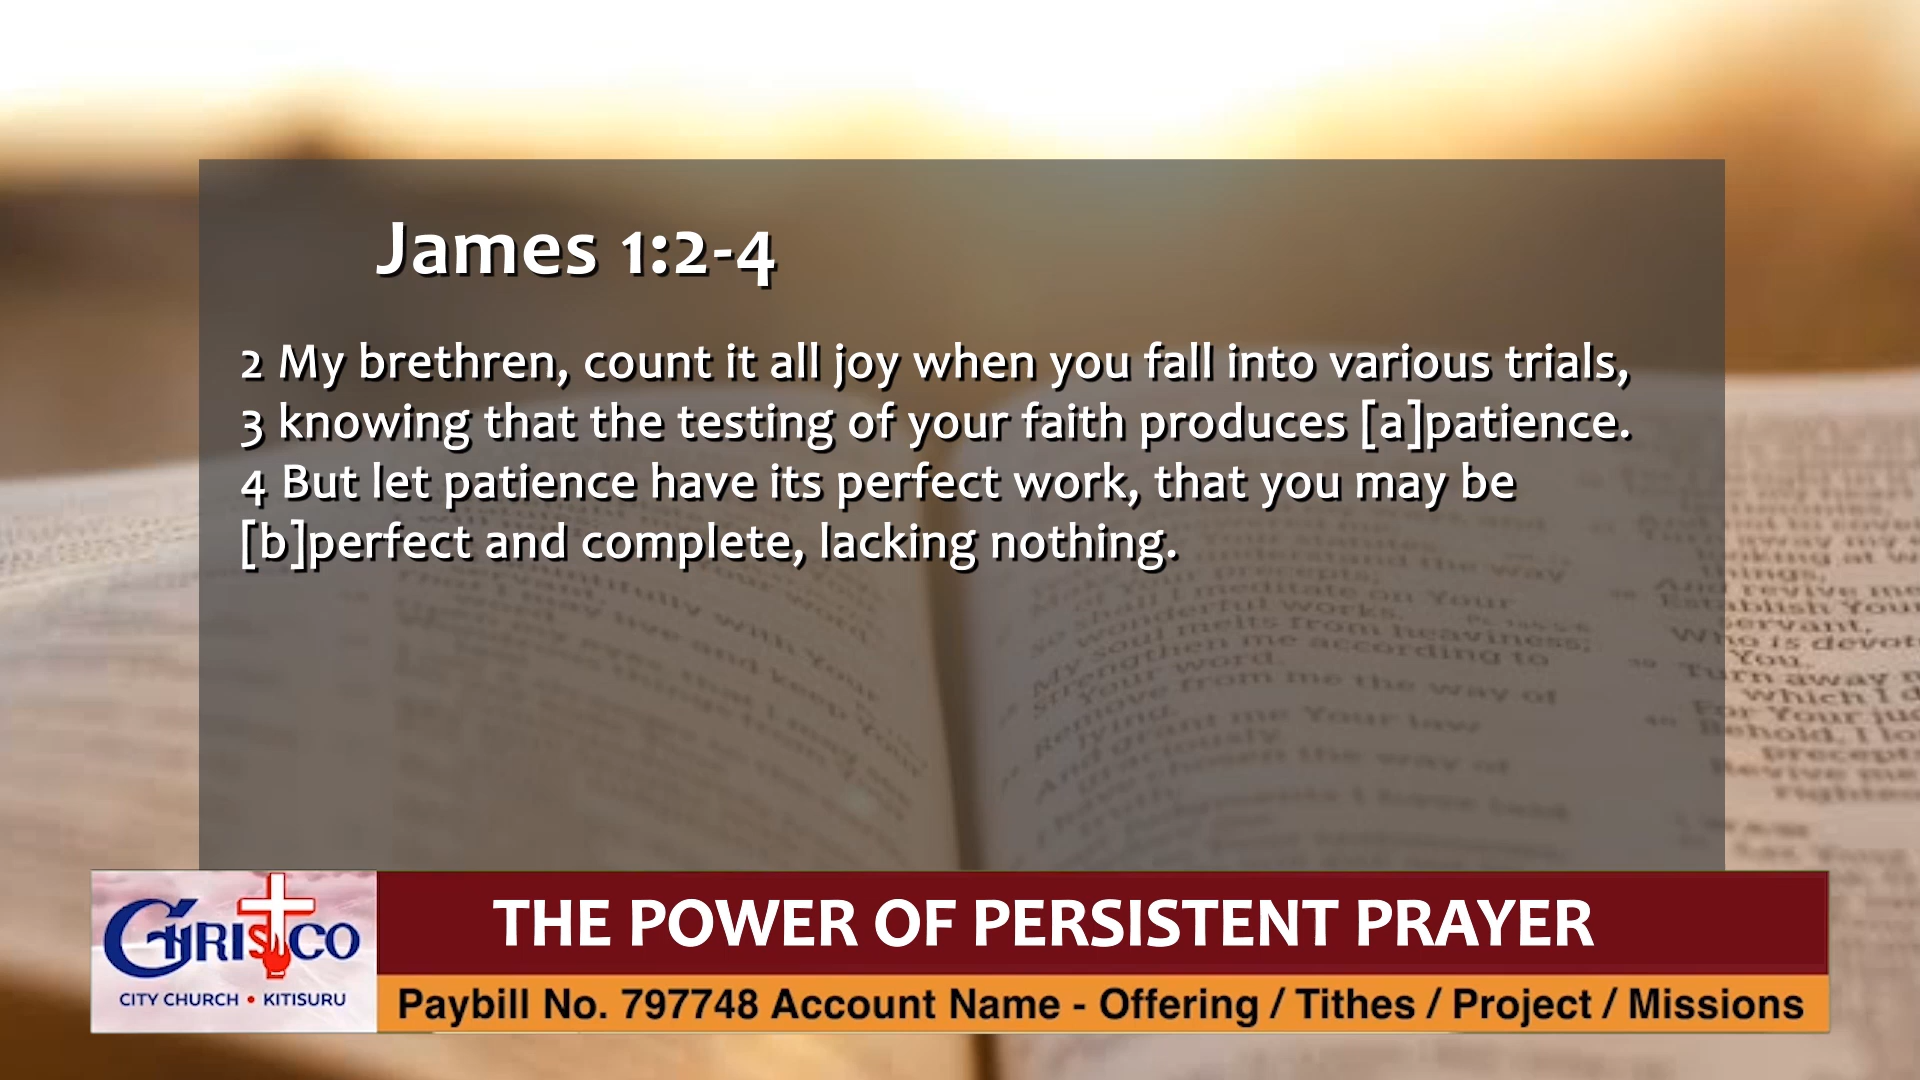 James 1:2-4
2 My brethren, count it all joy when you fall into various trials,
3 knowing that the testing of your faith produces [a]patience.
4 But let patience have its perfect work, that you may be
[b]perfect and complete, lacking nothing.
THE POWER OF PERSISTENT PRAYER
CHRISCO
CITY CHURCH • KITISURU
Paybill No. 797748 Account Name - Offering / Tithes / Project / Missions